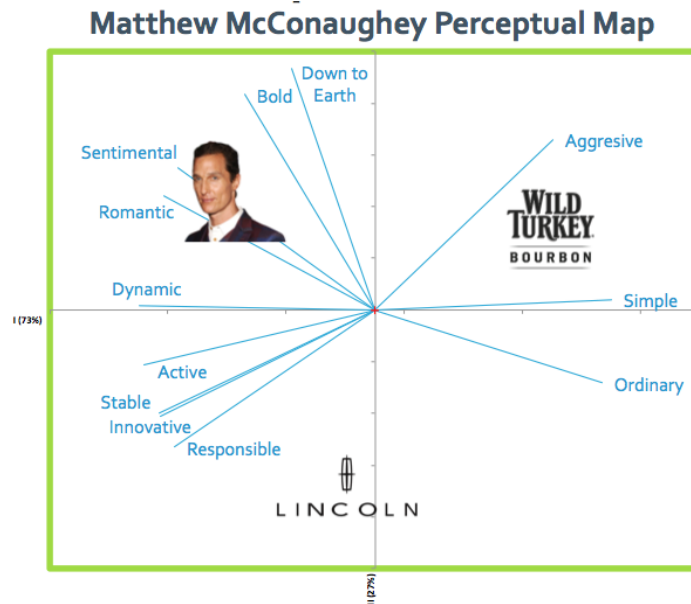 Matthew McConaughey Perceptual Map
Down to
Earth
Bold
Aggresive
Sentimental
WILD
TURKEY
BOURBON
Romantic
Dynamic
Simple
I (73%)
Active
Ordinary
Stable
Innovative
Responsible
LINCOLN
II (27%)